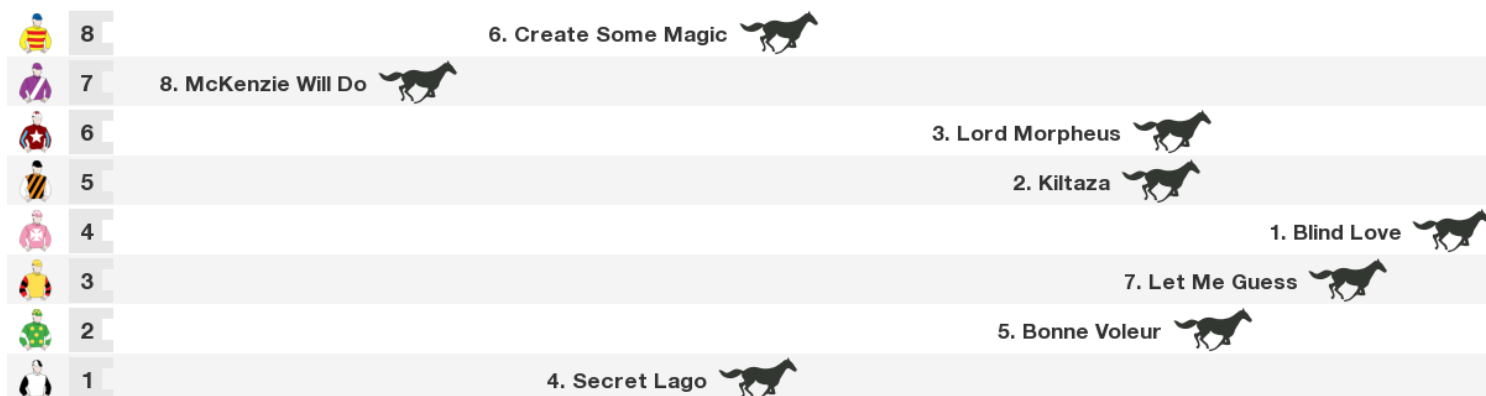 8 6. Create Some Magic
7 8. McKenzie Will Do
6 3. Lord Morpheus
5 2. Kiltaza
4 1. Blind Love
3 7. Let Me Guess
2 5. Bonne Voleur
1 4. Secret Lago